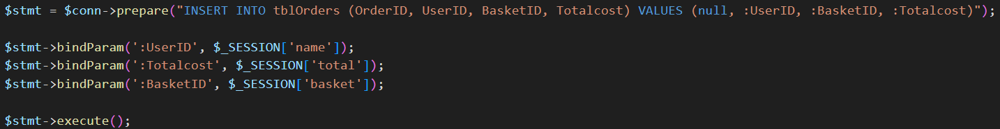 $stmt = $conn->prepare("INSERT INTO tblOrders (OrderID, UserID, BasketID, Totalcost) VALUES (null, :UserID, :BasketID, :Totalcost)");
$stmt->bindParam(':UserID', $_SESSION['name']);
$stmt->bindParam(':Totalcost', $_SESSION['total']);
$stmt->bindParam(':BasketID', $_SESSION['basket']);
$stmt->execute();